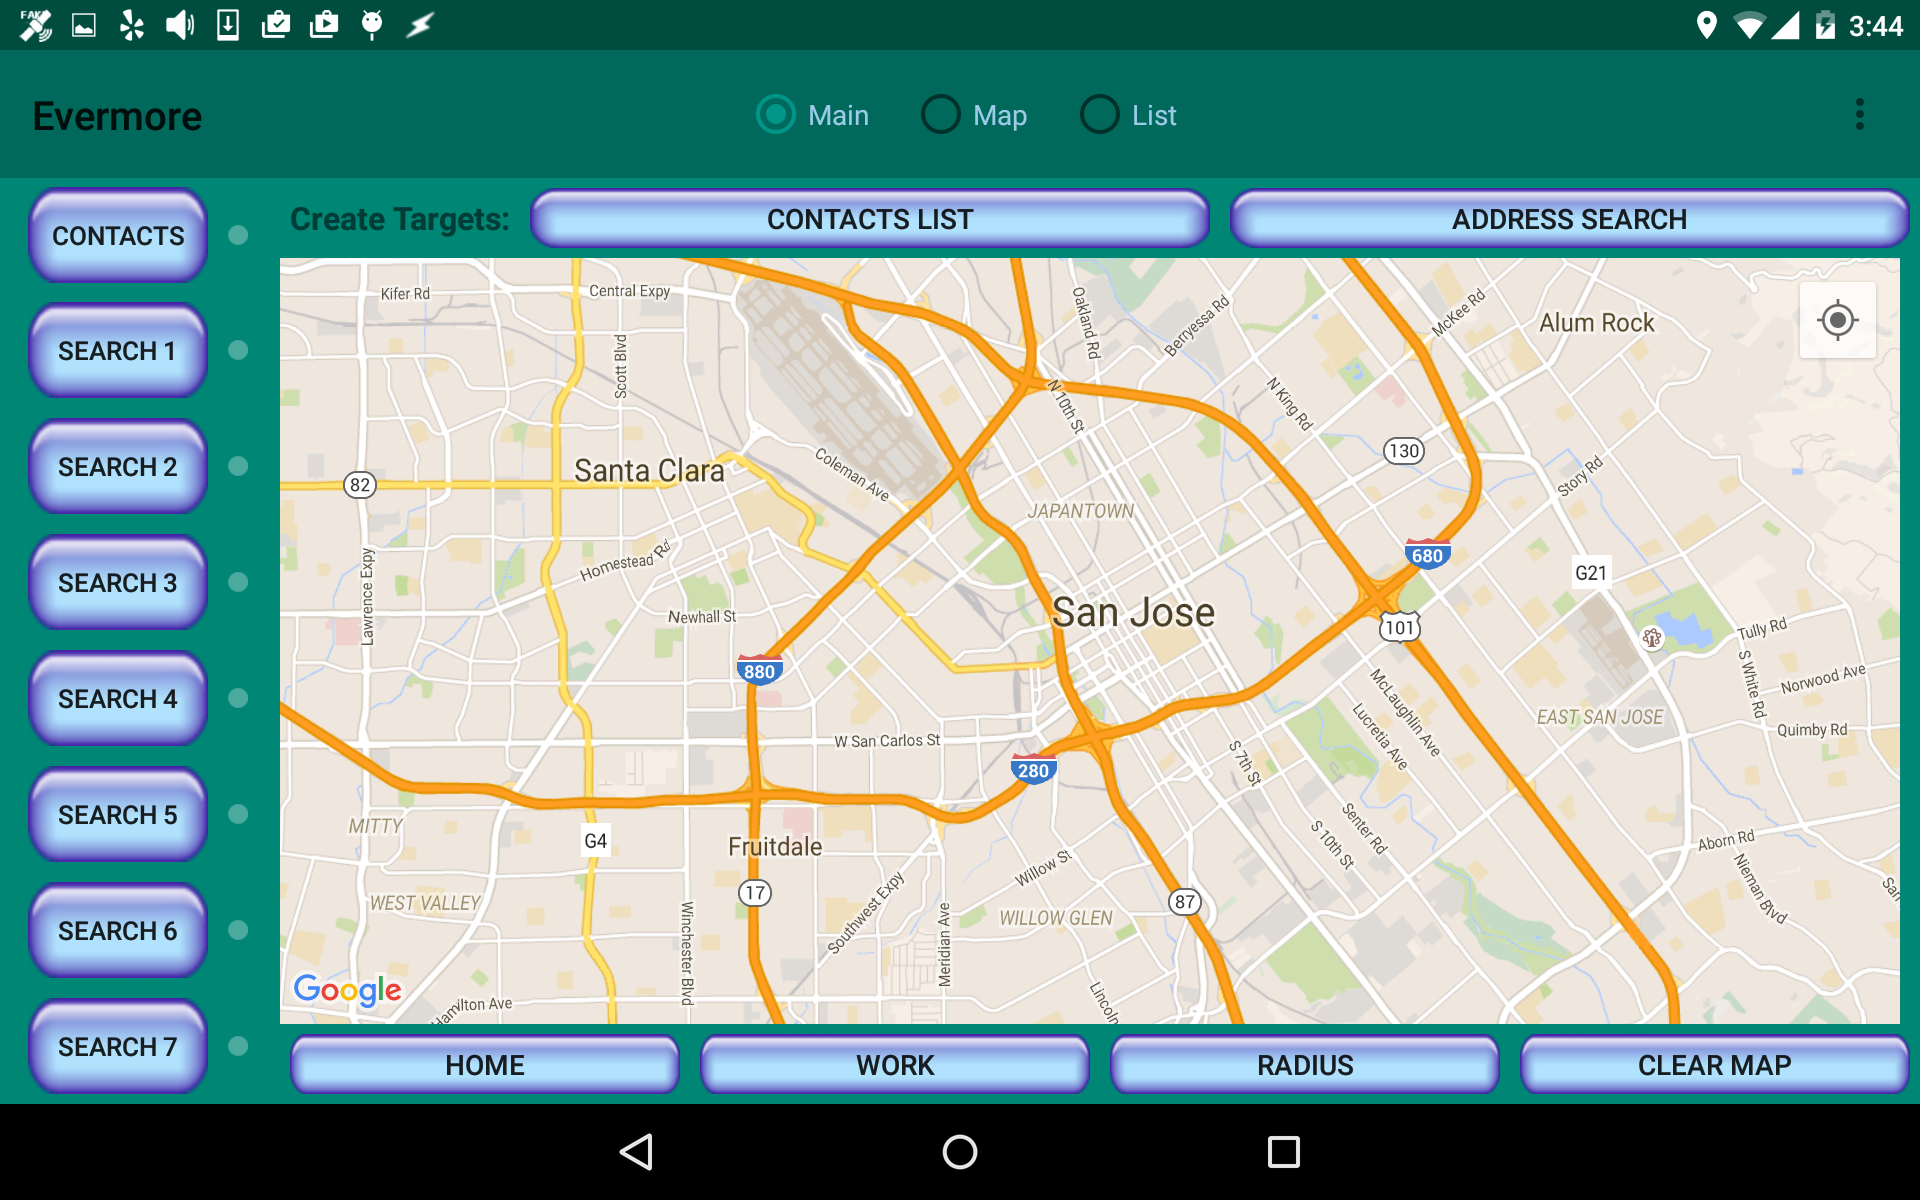 FAKE
3:44
Evermore
Main
Map
List
CONTACTS
SEARCH 1
SEARCH 2
SEARCH 3
SEARCH 4
SEARCH 5
SEARCH 6
SEARCH 7
Create Targets:
CONTACTS LIST
ADDRESS SEARCH
Kifer Rd
Central Expy
Scott Blvd
Oakland Rd
Berryessa Rd
McKee Rd
Alum Rock
N 10th St
N King Rd
130
Santa Clara
82
Coleman Ave
JAPANTOWN
Story Rd
680
G21
Lawrence Expy
Homestead Rd
Newhall St
San Jose
101
Tully Rd
S White Rd
Norwood Ave
880
McLaughlin Ave
Lucretia Ave
EAST SAN JOSE
Quimby Rd
W San Carlos St
S 7th St
280
MITTY
G4
Fruitdale
Senter Rd
S 10th St
Aborn Rd
Willow St
Nieman Blvd
San
WEST VALLEY
17
Southwest Expy
Meridian Ave
WILLOW GLEN
87
Winchester Blvd
Lincoln
Google
Hamilton Ave
HOME
WORK
RADIUS
CLEAR MAP